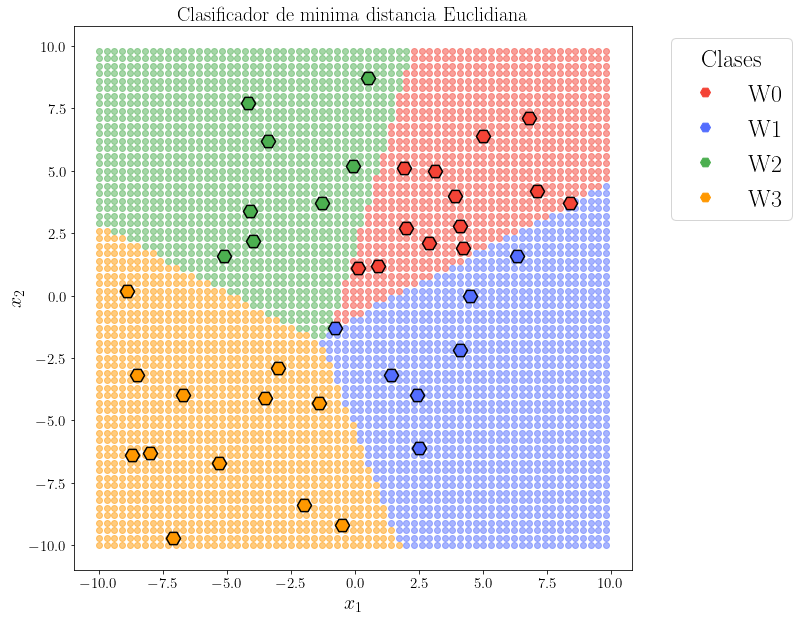 Clasificador de minima distancia Euclidiana
10.0
7.5
5.0
2.5
0.0
−2.5
−5.0
−7.5
−10.0
x₂
−10.0 −7.5 −5.0 −2.5 0.0 2.5 5.0 7.5 10.0
x₁
Clases
W0
W1
W2
W3